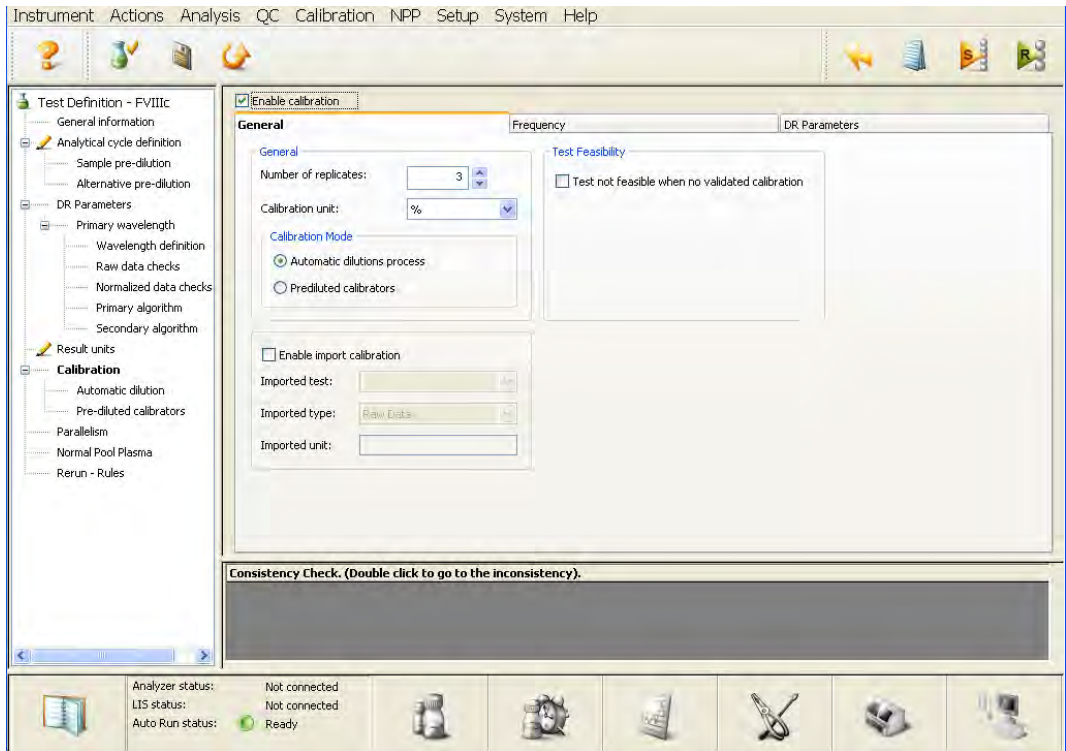 Instrument Actions Analysis QC Calibration NPP Setup System Help
S
R
Test Definition - FVIIIc
General information
Analytical cycle definition
Sample pre-dilution
Alternative pre-dilution
DR Parameters
Primary wavelength
Wavelength definition
Raw data checks
Normalized data checks
Primary algorithm
Secondary algorithm
Result units
Calibration
Automatic dilution
Pre-diluted calibrators
Parallelism
Normal Pool Plasma
Rerun - Rules
Enable calibration
General Frequency DR Parameters
General
Number of replicates: 3
Calibration unit: %
Calibration Mode
Automatic dilutions process
Prediluted calibrators
Test Feasibility
Test not feasible when no validated calibration
Enable import calibration
Imported test:
Imported type: Raw Data
Imported unit:
Consistency Check. (Double click to go to the inconsistency).
Analyzer status: Not connected
LIS status: Not connected
Auto Run status: Ready